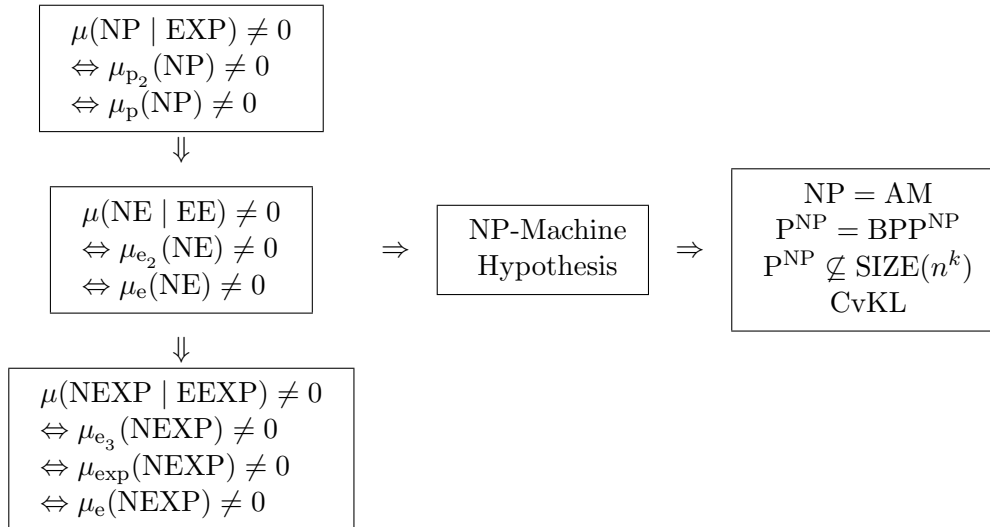 μ(NP | EXP) ≠ 0
⇔ μ_{p_2}(NP) ≠ 0
⇔ μ_p(NP) ≠ 0
⇓
μ(NE | EE) ≠ 0
⇔ μ_{e_2}(NE) ≠ 0
⇔ μ_e(NE) ≠ 0
⇒
NP-Machine
Hypothesis
⇒
NP = AM
P^{NP} = BPP^{NP}
P^{NP} ⊈ SIZE(n^k)
CvKL
⇓
μ(NEXP | EEXP) ≠ 0
⇔ μ_{e_3}(NEXP) ≠ 0
⇔ μ_{exp}(NEXP) ≠ 0
⇔ μ_e(NEXP) ≠ 0